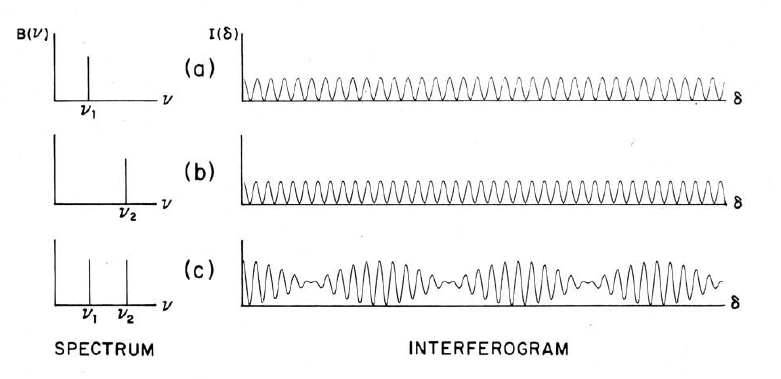 B(ν) I(δ)
(a)
ν δ
ν₁
(b)
ν δ
ν₂
(c)
ν δ
ν₁ ν₂
SPECTRUM INTERFEROGRAM